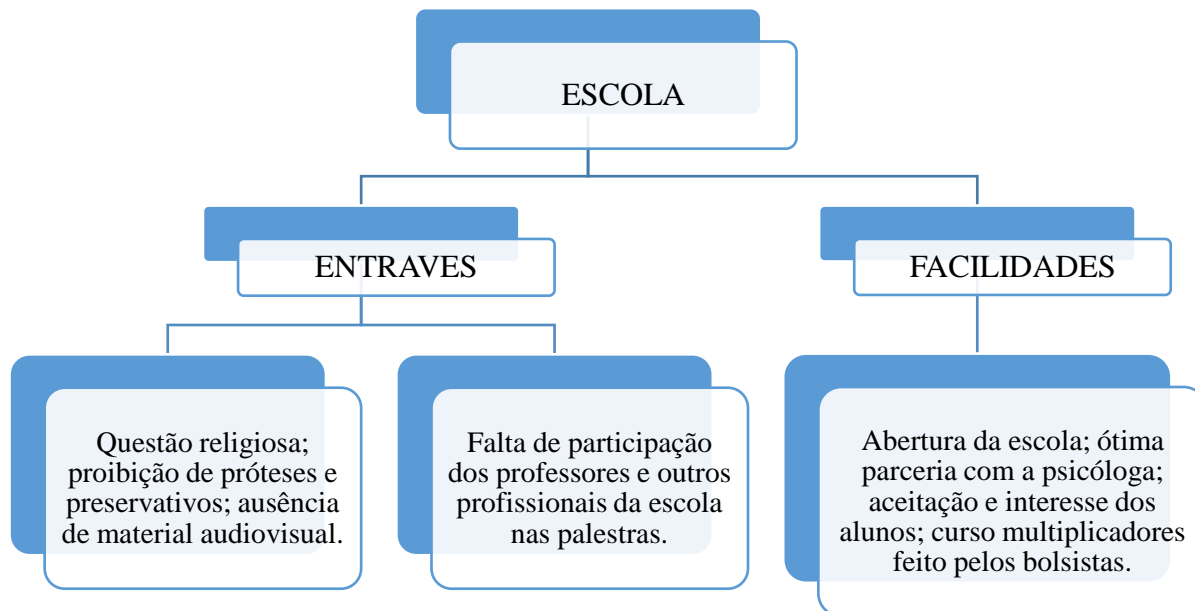 ESCOLA
ENTRAVES
FACILIDADES
Questão religiosa;
proibição de próteses e
preservativos; ausência
de material audiovisual.
Falta de participação
dos professores e outros
profissionais da escola
nas palestras.
Abertura da escola; ótima
parceria com a psicóloga;
aceitação e interesse dos
alunos; curso multiplicadores
feito pelos bolsistas.